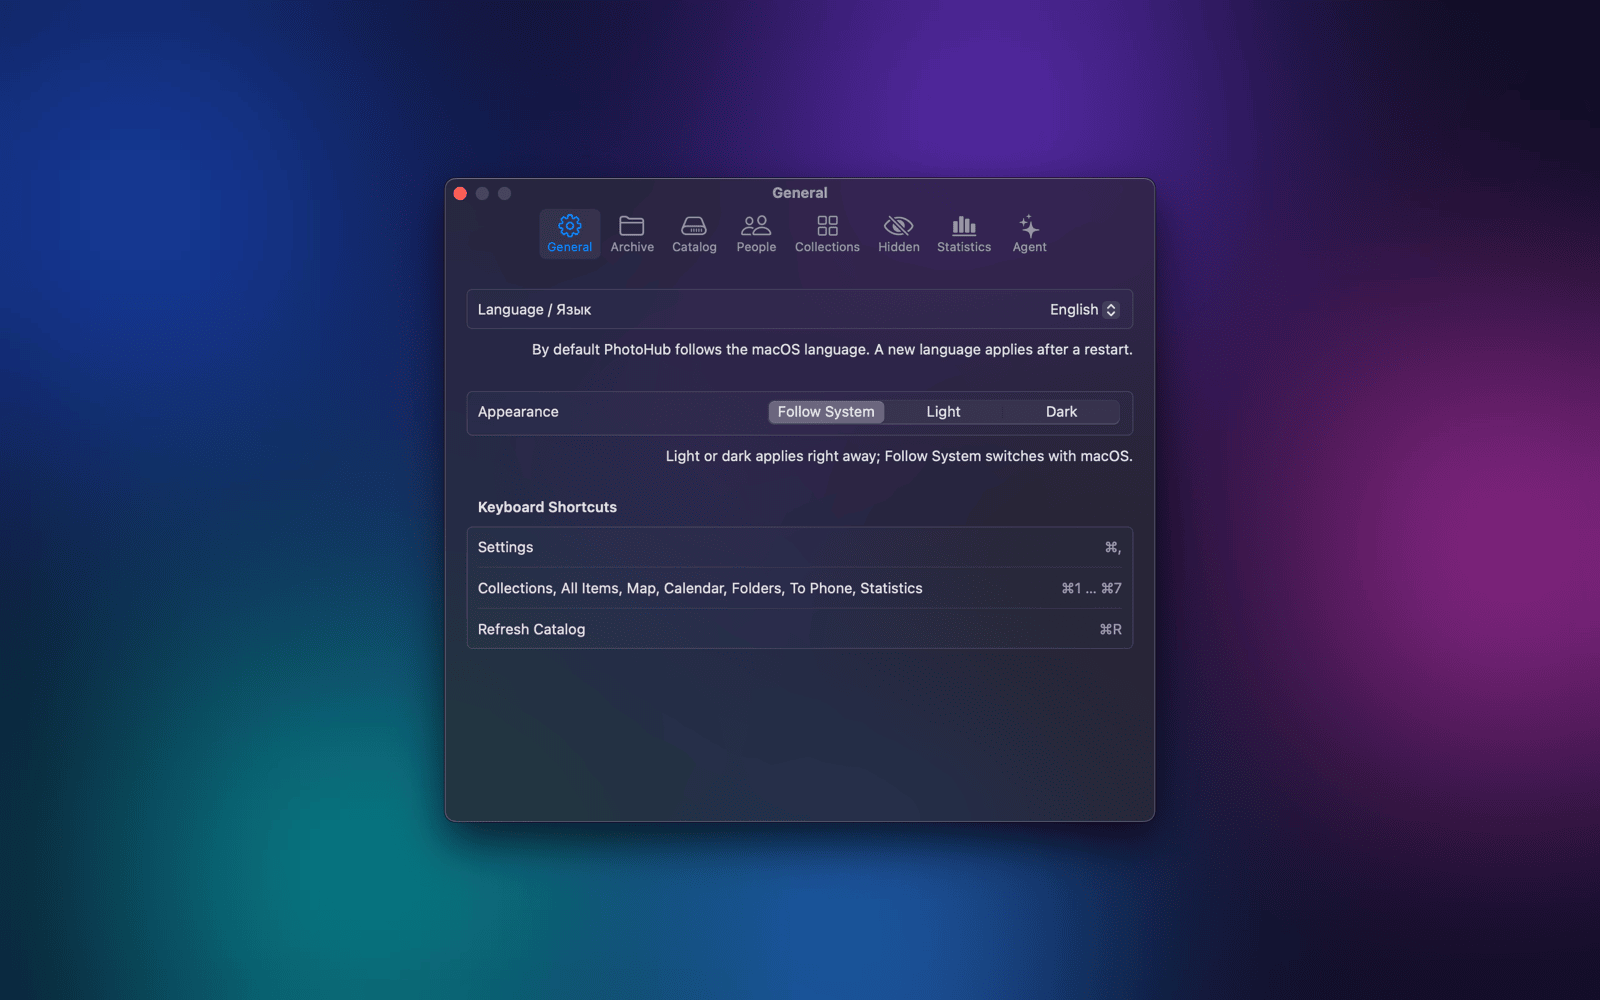 General
General
Archive
Catalog
People
Collections
Hidden
Statistics
Agent
Language / Язык
English
By default PhotoHub follows the macOS language. A new language applies after a restart.
Appearance
Follow System
Light
Dark
Light or dark applies right away; Follow System switches with macOS.
Keyboard Shortcuts
Settings
⌘,
Collections, All Items, Map, Calendar, Folders, To Phone, Statistics
⌘1 ... ⌘7
Refresh Catalog
⌘R